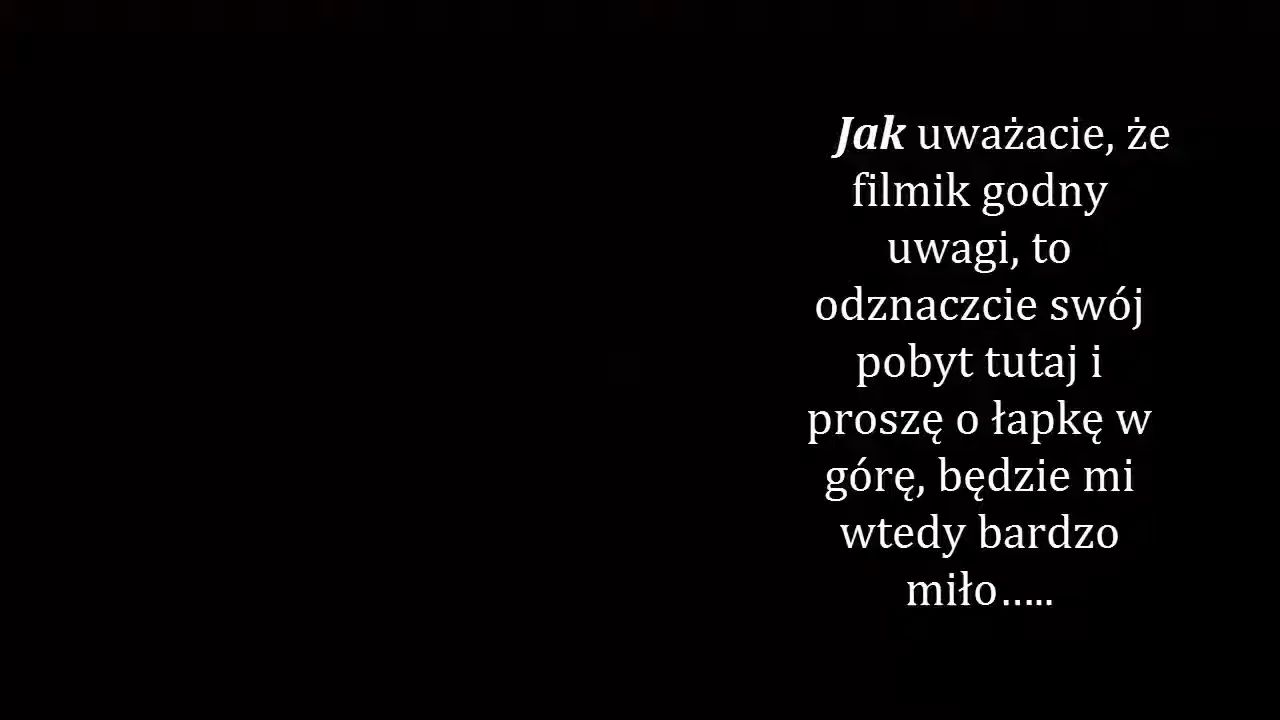 Jak uważacie, że
filmik godny
uwagi, to
odznaczcie swój
pobyt tutaj i
proszę o łapkę w
górę, będzie mi
wtedy bardzo
miło.....